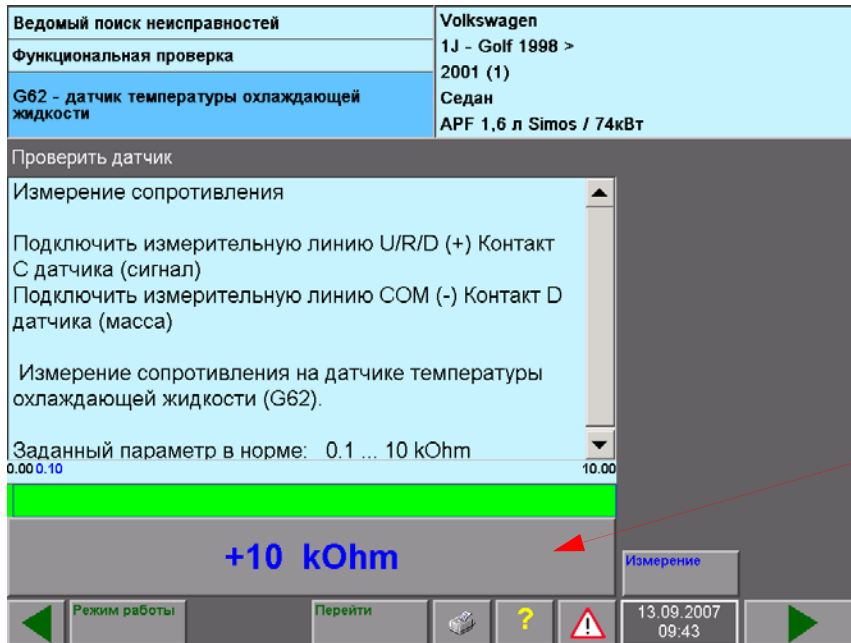 Ведомый поиск неисправностей
Функциональная проверка
G62 - датчик температуры охлаждающей
жидкости
Volkswagen
1J - Golf 1998 >
2001 (1)
Седан
APF 1,6 л Simos / 74кВт
Проверить датчик
Измерение сопротивления
Подключить измерительную линию U/R/D (+) Контакт
C датчика (сигнал)
Подключить измерительную линию COM (-) Контакт D
датчика (масса)
Измерение сопротивления на датчике температуры
охлаждающей жидкости (G62).
Заданный параметр в норме: 0.1 ... 10 kOhm
0.00 0.10 10.00
+10 kOhm
Измерение
Режим работы
Перейти
?
13.09.2007
09:43